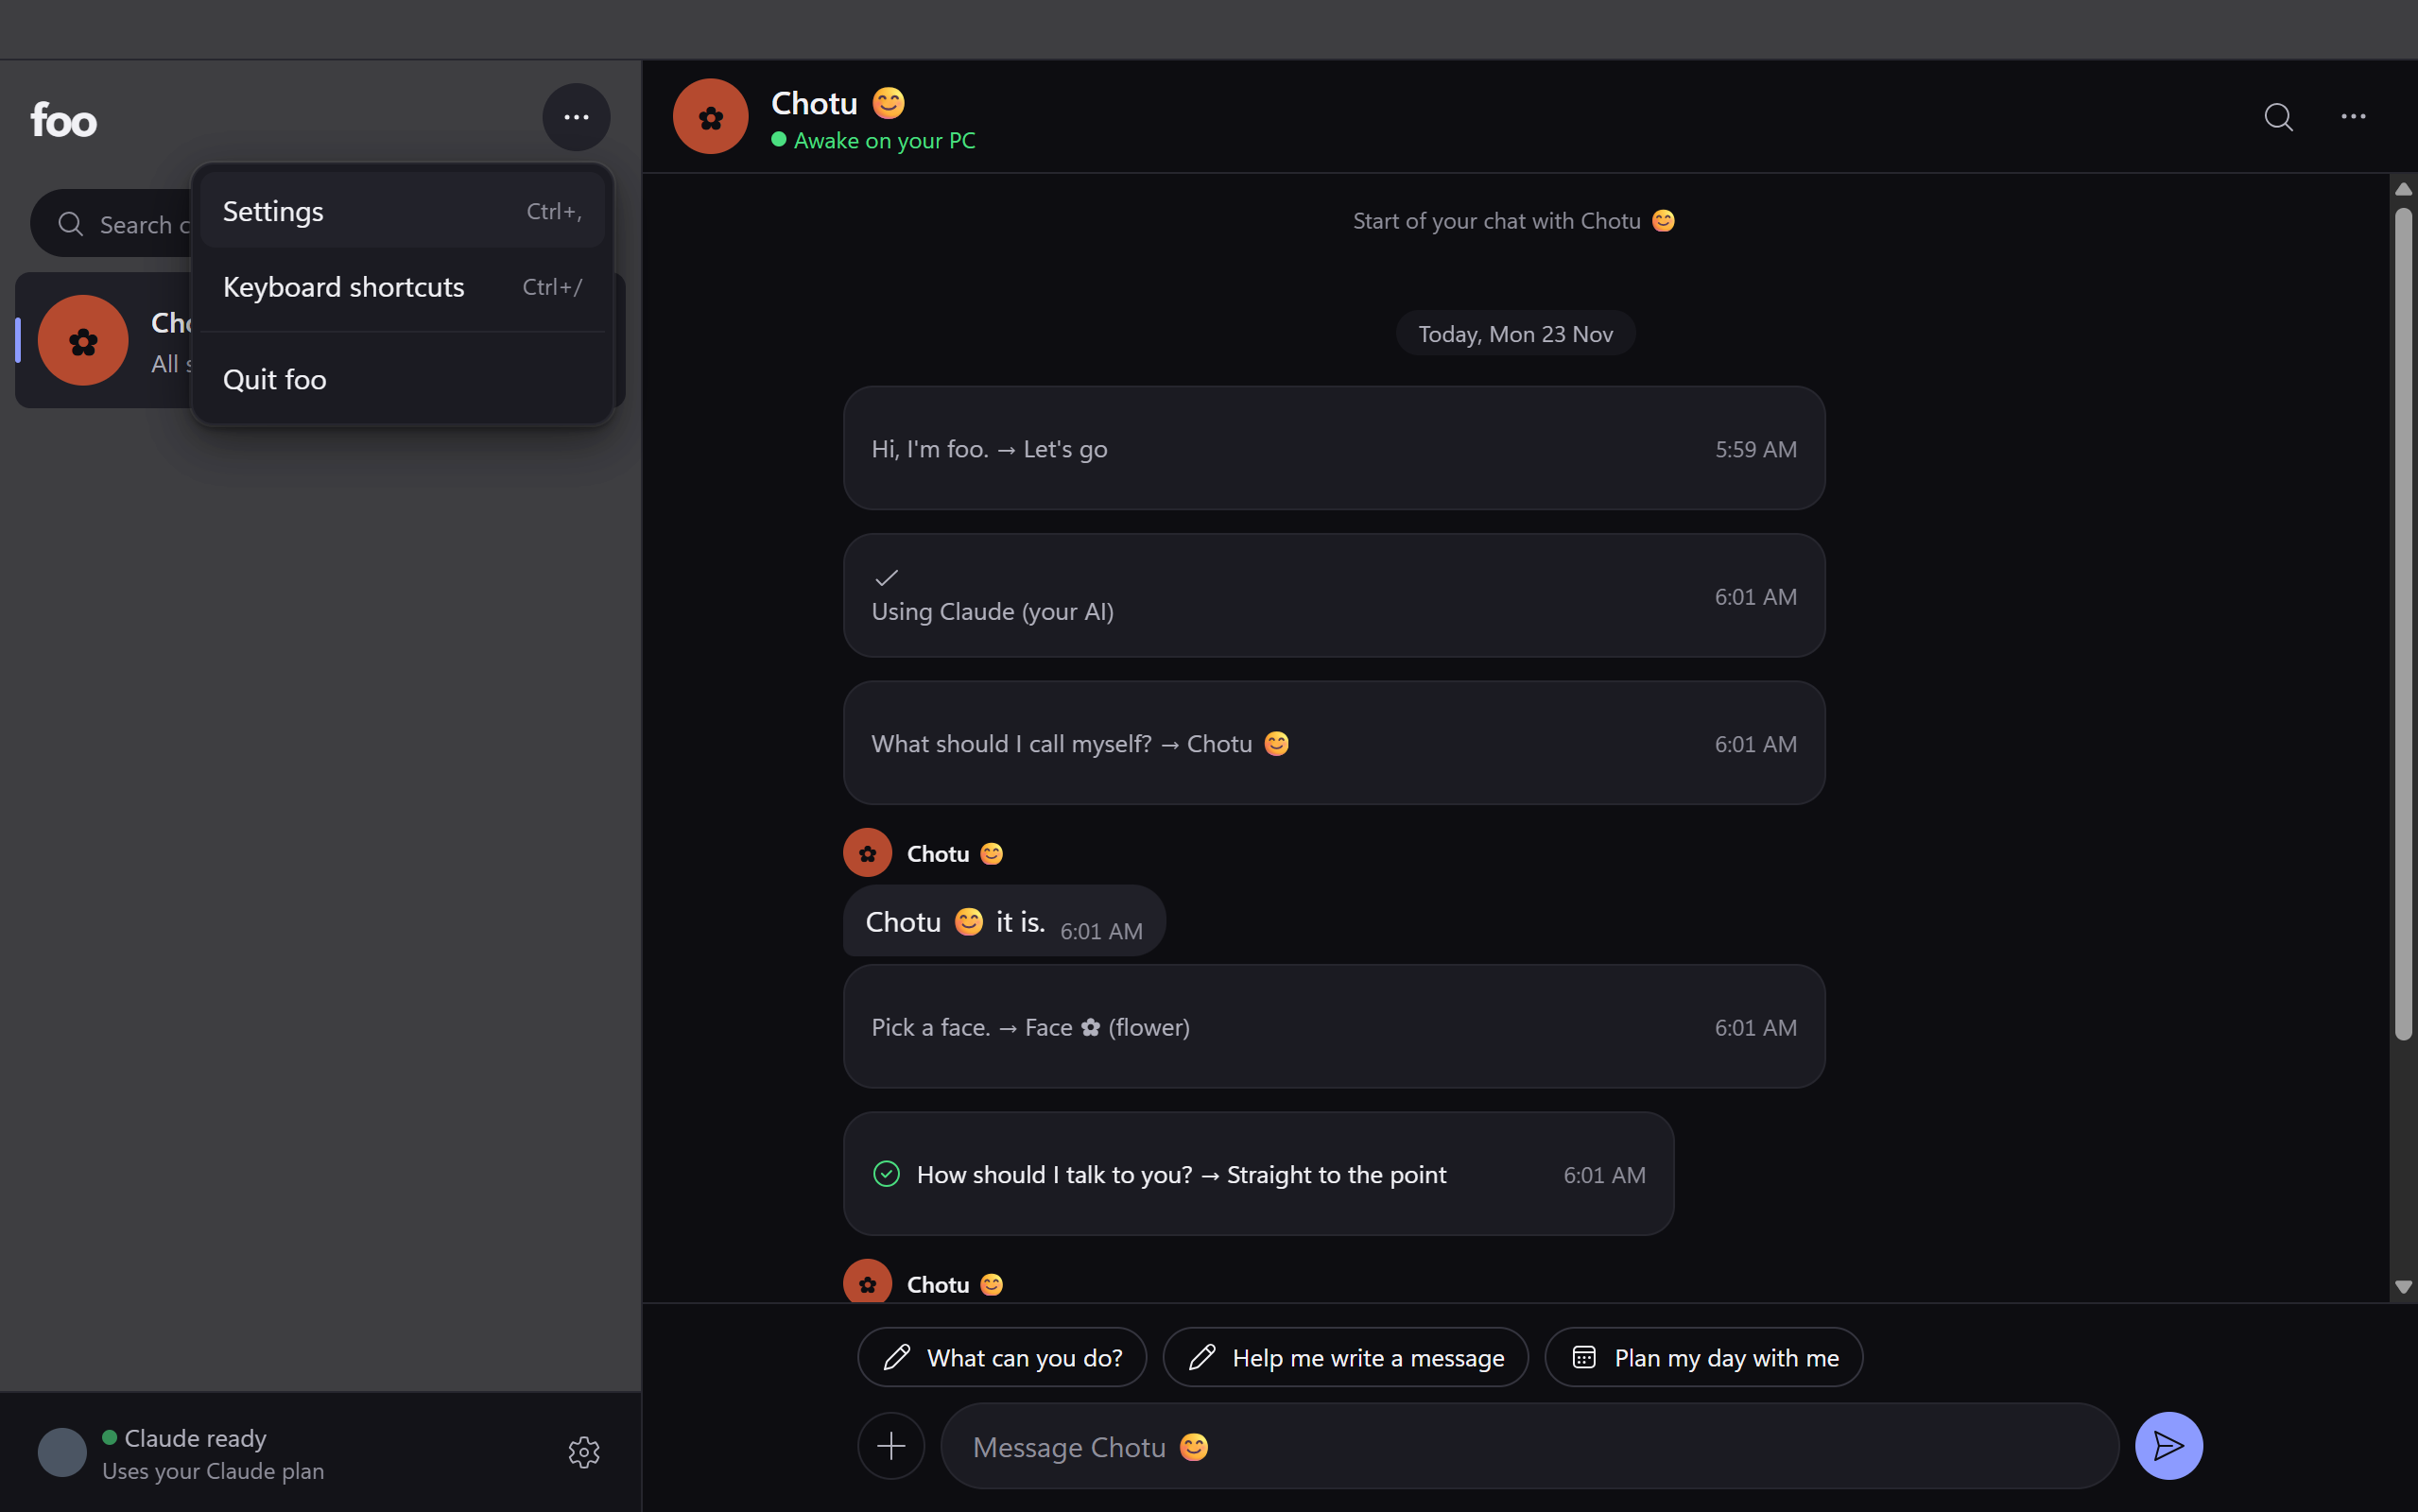 foo
Search c
Settings Ctrl+,
Keyboard shortcuts Ctrl+/
Quit foo
Cho
All s
Claude ready
Uses your Claude plan
Chotu 😊
Awake on your PC
Start of your chat with Chotu 😊
Today, Mon 23 Nov
Hi, I'm foo. → Let's go 5:59 AM
Using Claude (your AI) 6:01 AM
What should I call myself? → Chotu 😊 6:01 AM
Chotu 😊
Chotu 😊 it is. 6:01 AM
Pick a face. → Face ✿ (flower) 6:01 AM
How should I talk to you? → Straight to the point 6:01 AM
Chotu 😊
What can you do? Help me write a message Plan my day with me
Message Chotu 😊